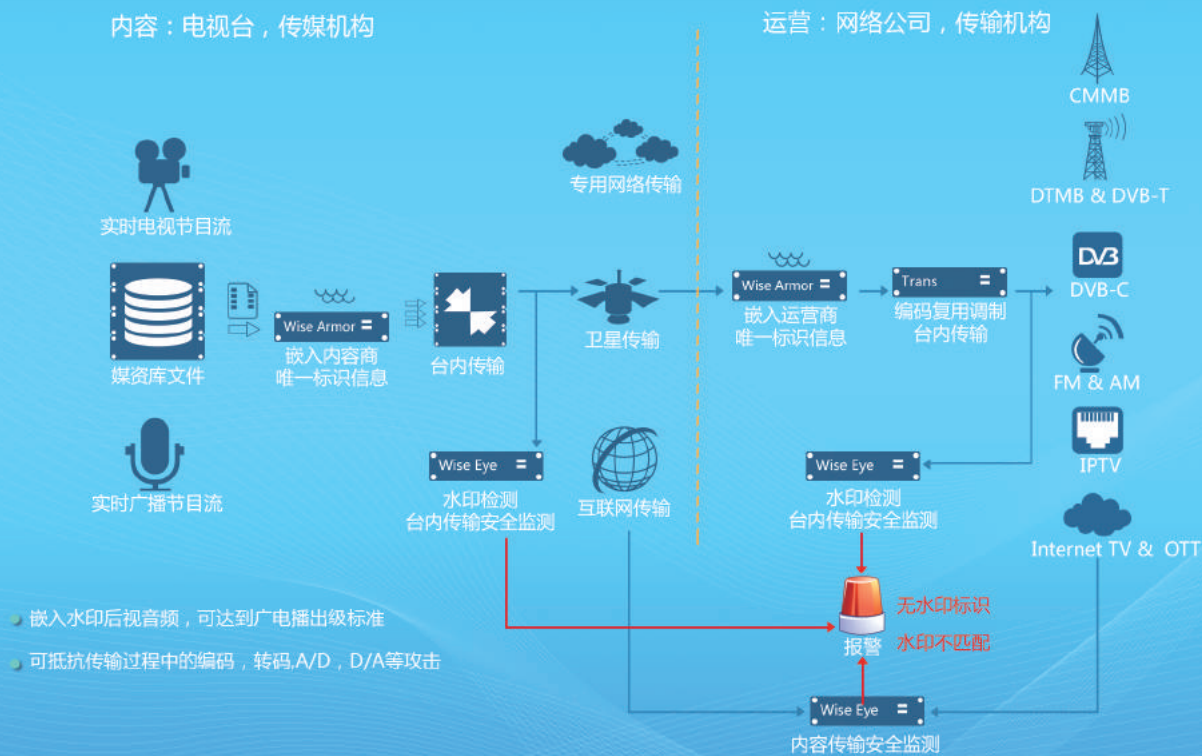 内容：电视台，传媒机构
运营：网络公司，传输机构
CMMB
专用网络传输
DTMB & DVB-T
实时电视节目流
Wise Armor
Wise Armor
Trans
DVB
DVB-C
嵌入内容商
唯一标识信息
台内传输
卫星传输
嵌入运营商
唯一标识信息
编码复用调制
台内传输
媒资库文件
FM & AM
Wise Eye
Wise Eye
IPTV
实时广播节目流
水印检测
台内传输安全监测
互联网传输
水印检测
台内传输安全监测
Internet TV & OTT
嵌入水印后视音频，可达到广电播出级标准
可抵抗传输过程中的编码，转码,A/D，D/A等攻击
无水印标识
报警
水印不匹配
Wise Eye
内容传输安全监测